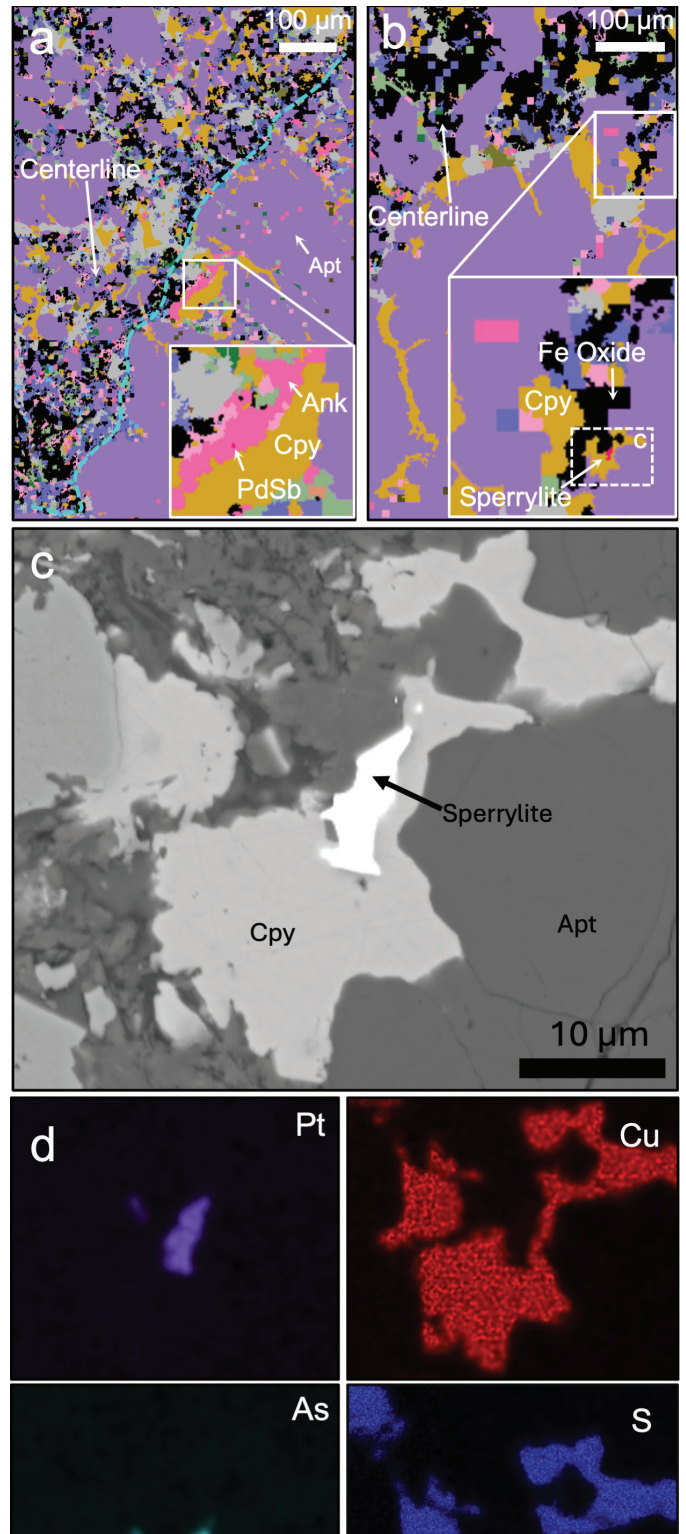 a
100 µm
Centerline
Apt
Ank
Cpy
PdSb
b
100 µm
Centerline
Fe Oxide
Cpy
c
Sperrylite
c
Sperrylite
Cpy
Apt
10 µm
d
Pt
Cu
As
S